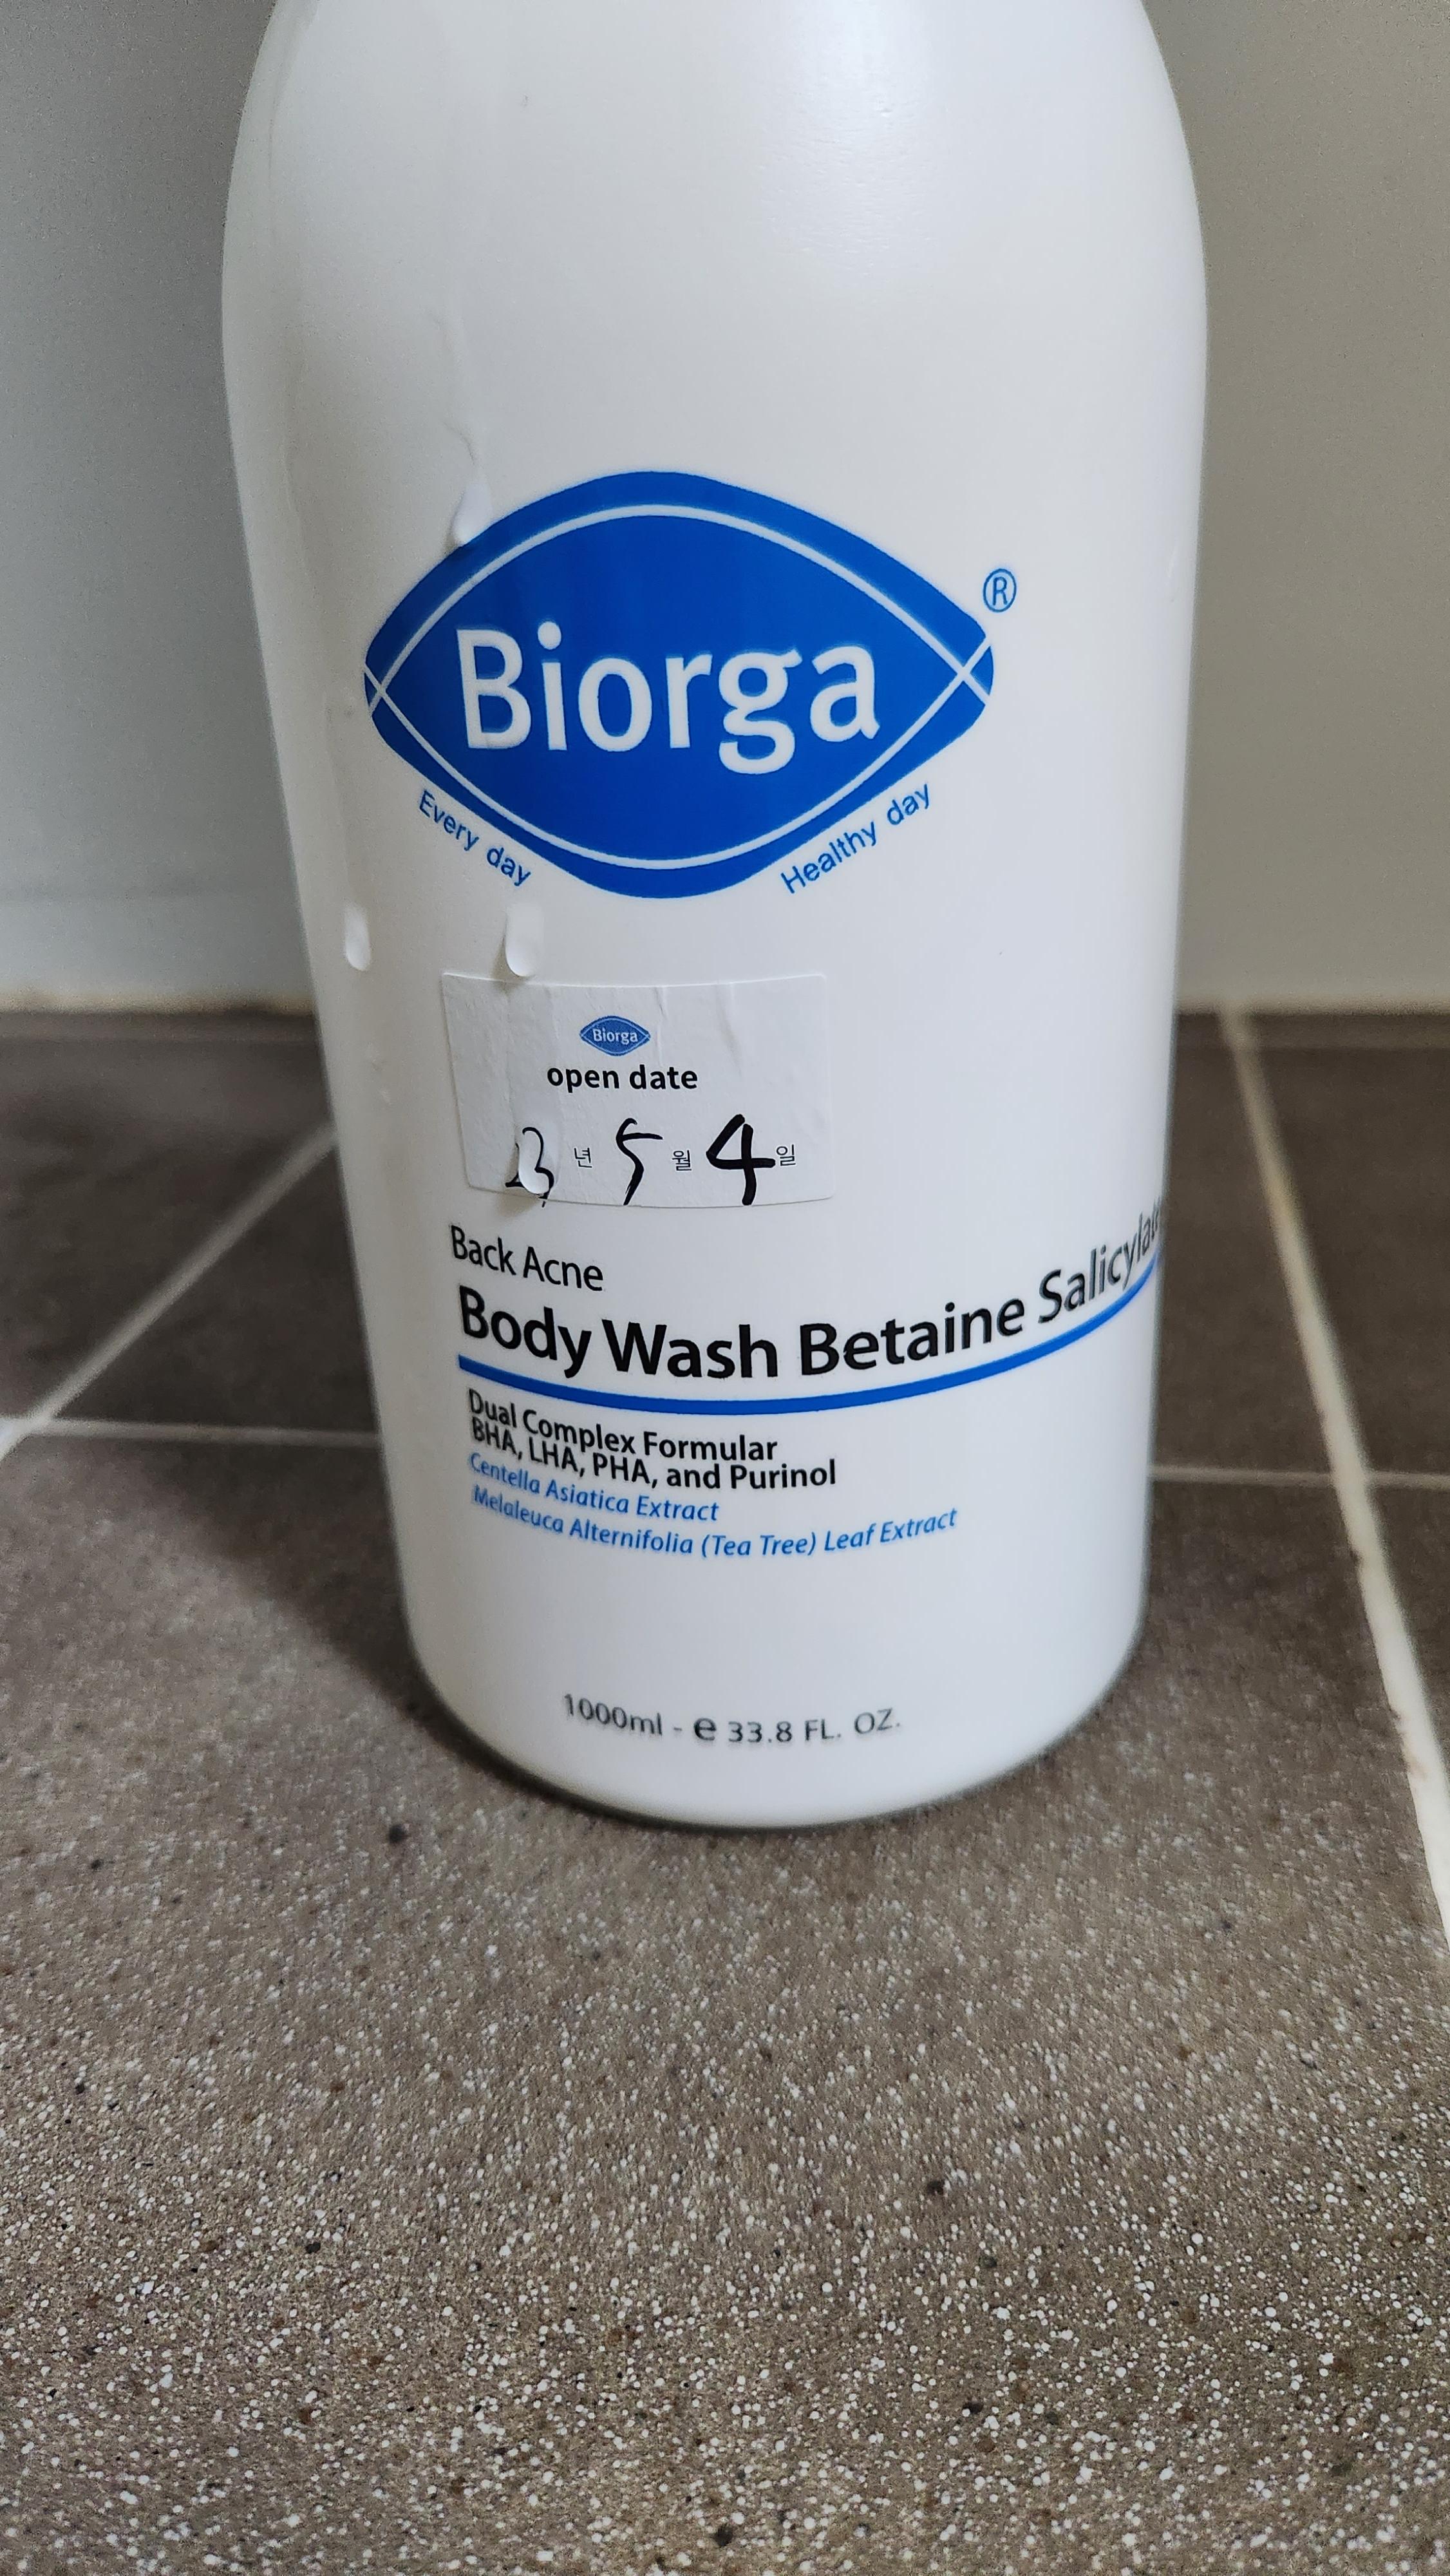 Biorga
®
Every day Healthy day
Biorga
open date
23년 5월 4일
Back Acne
Body Wash Betaine Salicylate
Dual Complex Formular
BHA, LHA, PHA, and Purinol
Centella Asiatica Extract
Melaleuca Alternifolia (Tea Tree) Leaf Extract
1000ml - e 33.8 FL. OZ.